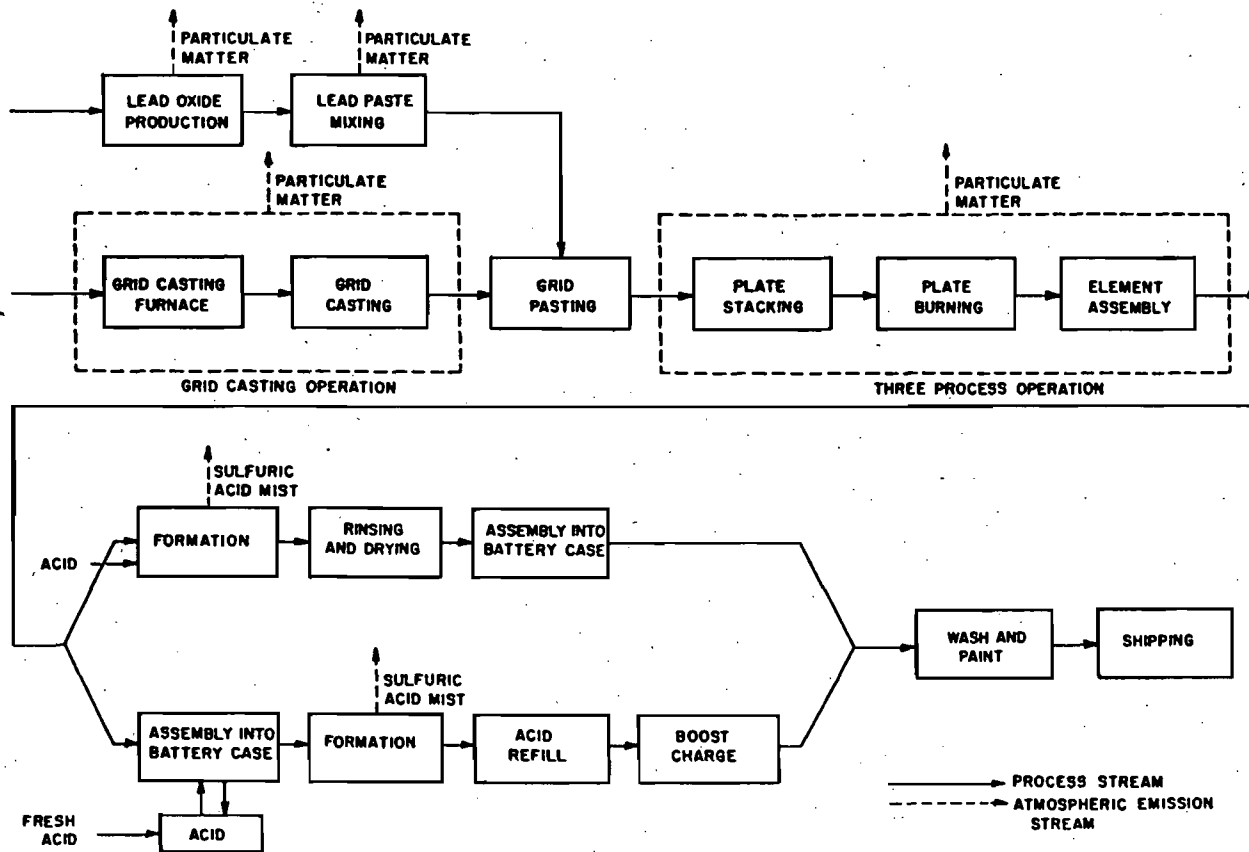 PARTICULATE
MATTER
PARTICULATE
MATTER
LEAD OXIDE
PRODUCTION
LEAD PASTE
MIXING
PARTICULATE
MATTER
PARTICULATE
MATTER
GRID CASTING
FURNACE
GRID
CASTING
GRID
PASTING
PLATE
STACKING
PLATE
BURNING
ELEMENT
ASSEMBLY
GRID CASTING OPERATION
THREE PROCESS OPERATION
SULFURIC
ACID MIST
FORMATION
RINSING
AND DRYING
ASSEMBLY INTO
BATTERY CASE
ACID
WASH AND
PAINT
SHIPPING
SULFURIC
ACID MIST
ASSEMBLY INTO
BATTERY CASE
FORMATION
ACID
REFILL
BOOST
CHARGE
FRESH
ACID
ACID
PROCESS STREAM
ATMOSPHERIC EMISSION
STREAM